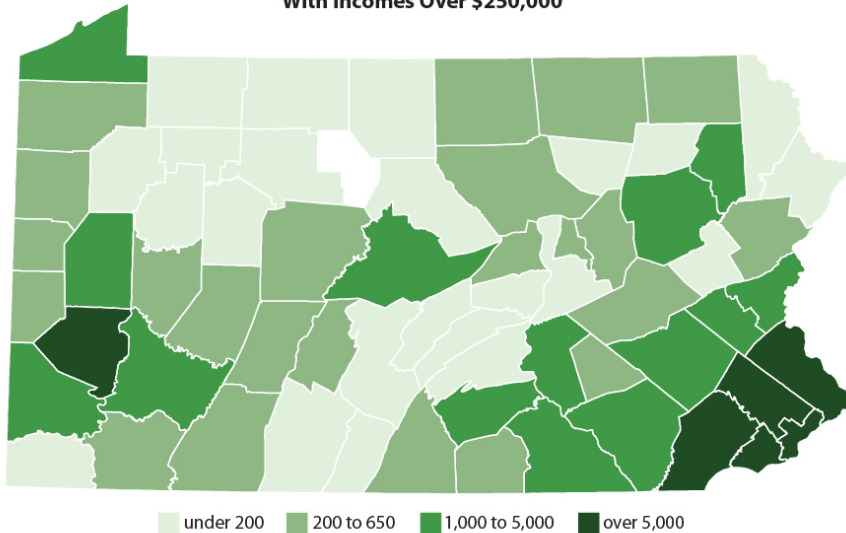 With Incomes Over $250,000
under 200
200 to 650
1,000 to 5,000
over 5,000